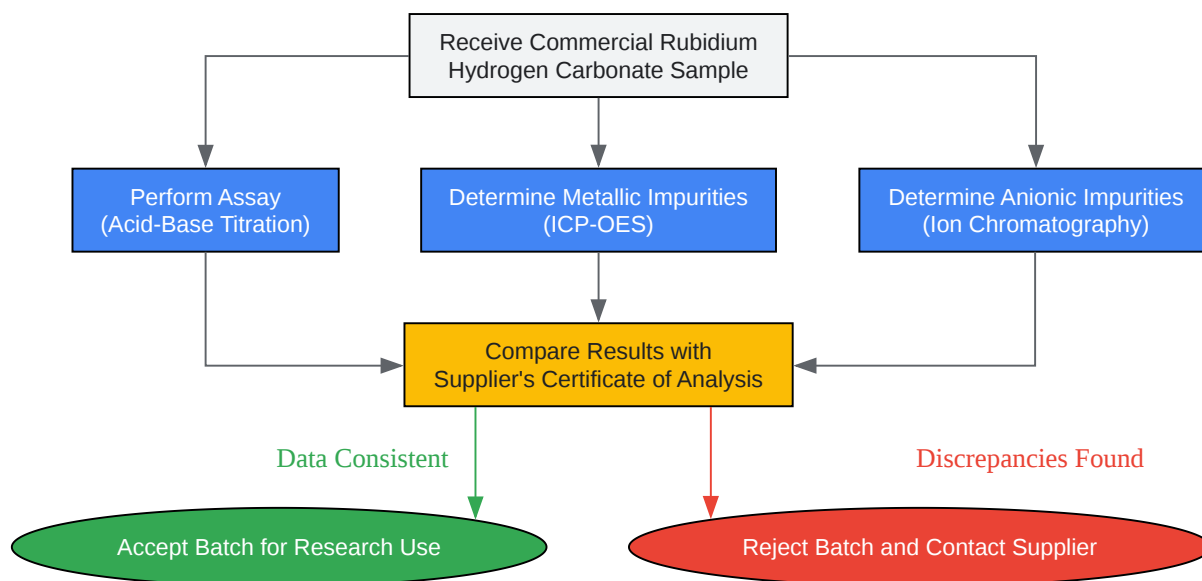 Receive Commercial Rubidium
Hydrogen Carbonate Sample
Perform Assay
(Acid-Base Titration)
Determine Metallic Impurities
(ICP-OES)
Determine Anionic Impurities
(Ion Chromatography)
Compare Results with
Supplier's Certificate of Analysis
Data Consistent
Discrepancies Found
Accept Batch for Research Use
Reject Batch and Contact Supplier